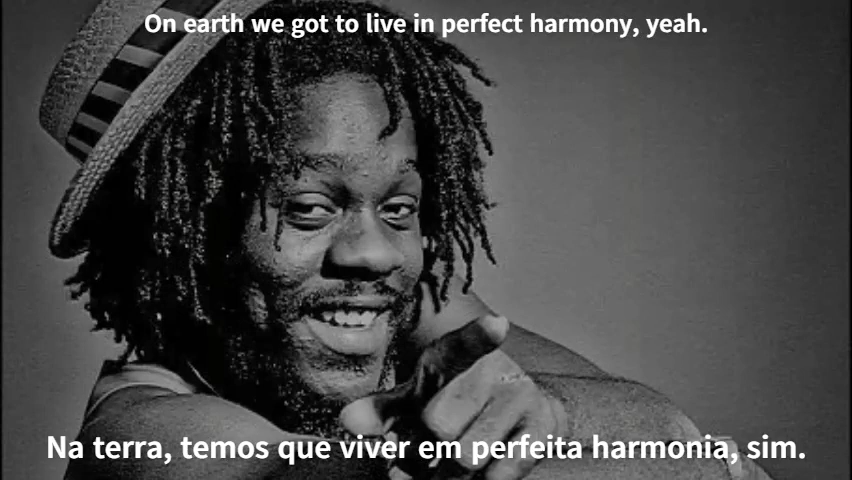 On earth we got to live in perfect harmony, yeah.
Na terra, temos que viver em perfeita harmonia, sim.